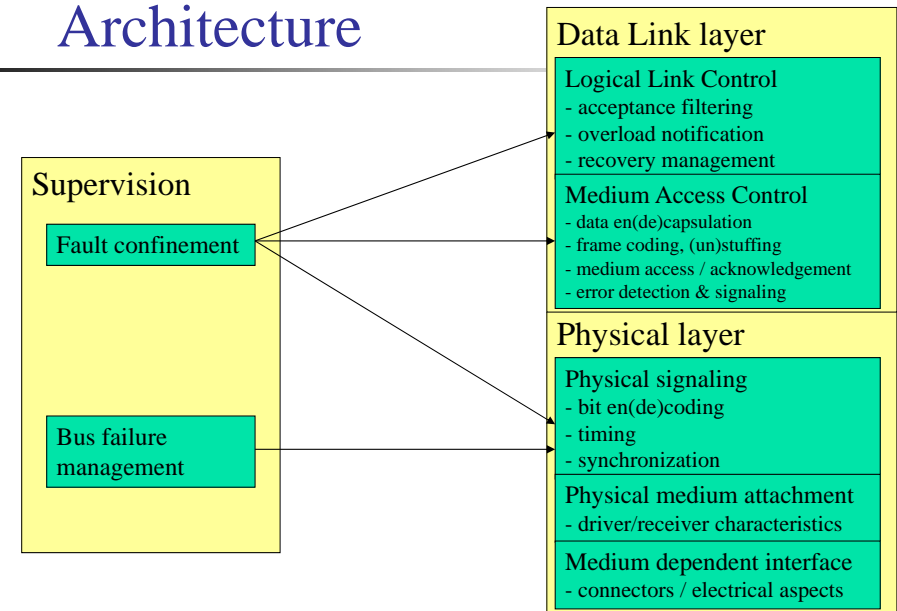 Architecture
Supervision
Fault confinement
Bus failure
management
Data Link layer
Logical Link Control
- acceptance filtering
- overload notification
- recovery management
Medium Access Control
- data en(de)capsulation
- frame coding, (un)stuffing
- medium access / acknowledgement
- error detection & signaling
Physical layer
Physical signaling
- bit en(de)coding
- timing
- synchronization
Physical medium attachment
- driver/receiver characteristics
Medium dependent interface
- connectors / electrical aspects